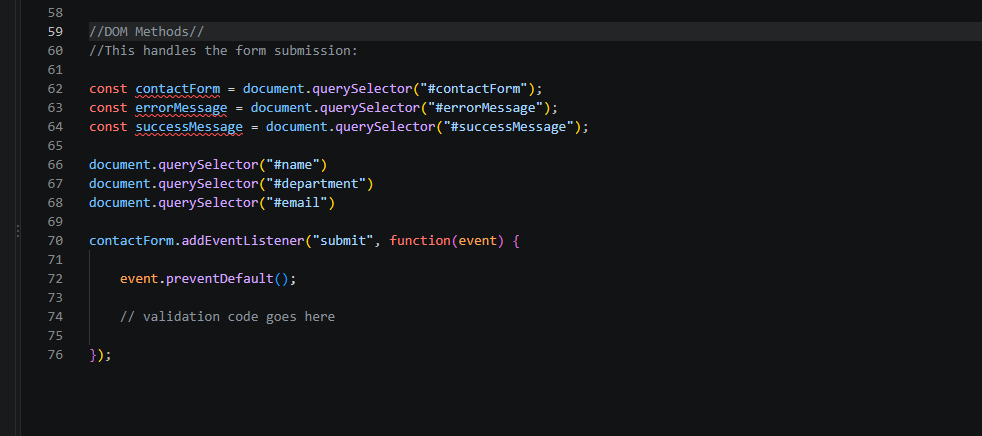 58
59 //DOM Methods//
60 //This handles the form submission:
61
62 const contactForm = document.querySelector("#contactForm");
63 const errorMessage = document.querySelector("#errorMessage");
64 const successMessage = document.querySelector("#successMessage");
65
66 document.querySelector("#name")
67 document.querySelector("#department")
68 document.querySelector("#email")
69
70 contactForm.addEventListener("submit", function(event) {
71
72     event.preventDefault();
73
74     // validation code goes here
75
76 });